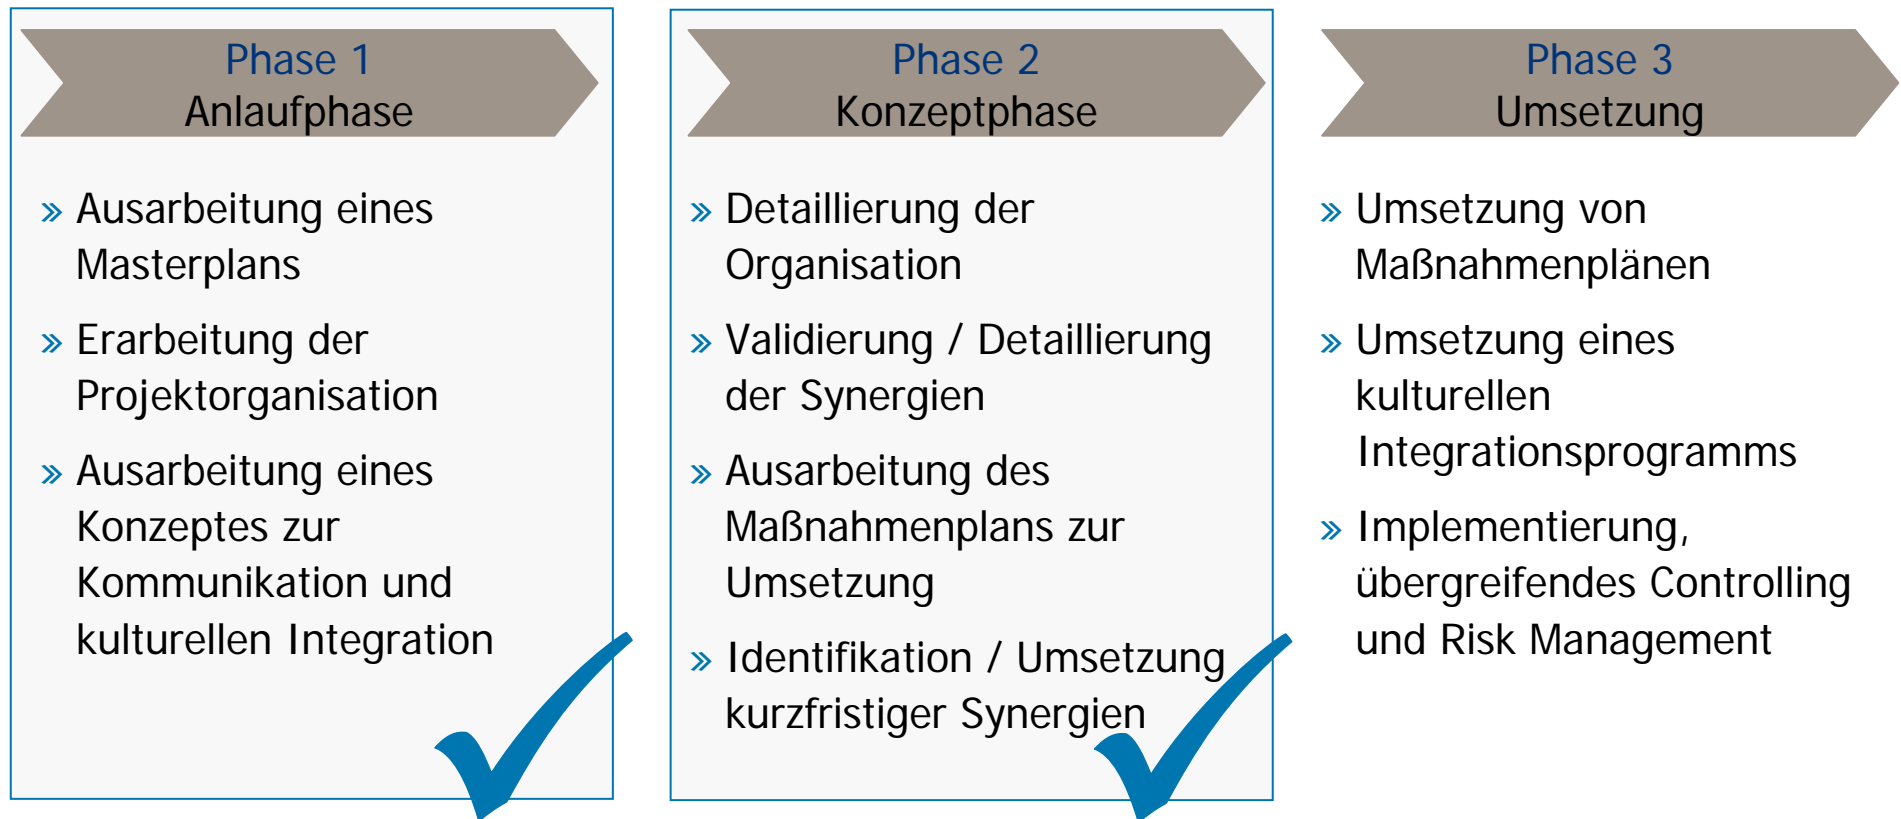 Phase 1
Anlaufphase
» Ausarbeitung eines
Masterplans
» Erarbeitung der
Projektorganisation
» Ausarbeitung eines
Konzeptes zur
Kommunikation und
kulturellen Integration
Phase 2
Konzeptphase
» Detaillierung der
Organisation
» Validierung / Detaillierung
der Synergien
» Ausarbeitung des
Maßnahmenplans zur
Umsetzung
» Identifikation / Umsetzung
kurzfristiger Synergien
Phase 3
Umsetzung
» Umsetzung von
Maßnahmenplänen
» Umsetzung eines
kulturellen
Integrationsprogramms
» Implementierung,
übergreifendes Controlling
und Risk Management